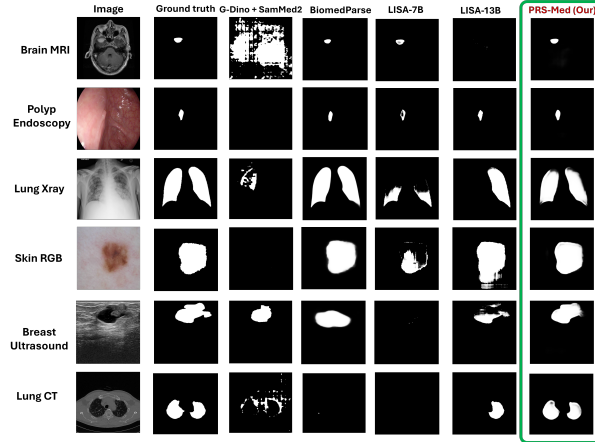 Image Ground truth G-Dino + SamMed2 BiomedParse LISA-7B LISA-13B PRS-Med (Our)
Brain MRI
Polyp
Endoscopy
Lung Xray
Skin RGB
Breast
Ultrasound
Lung CT